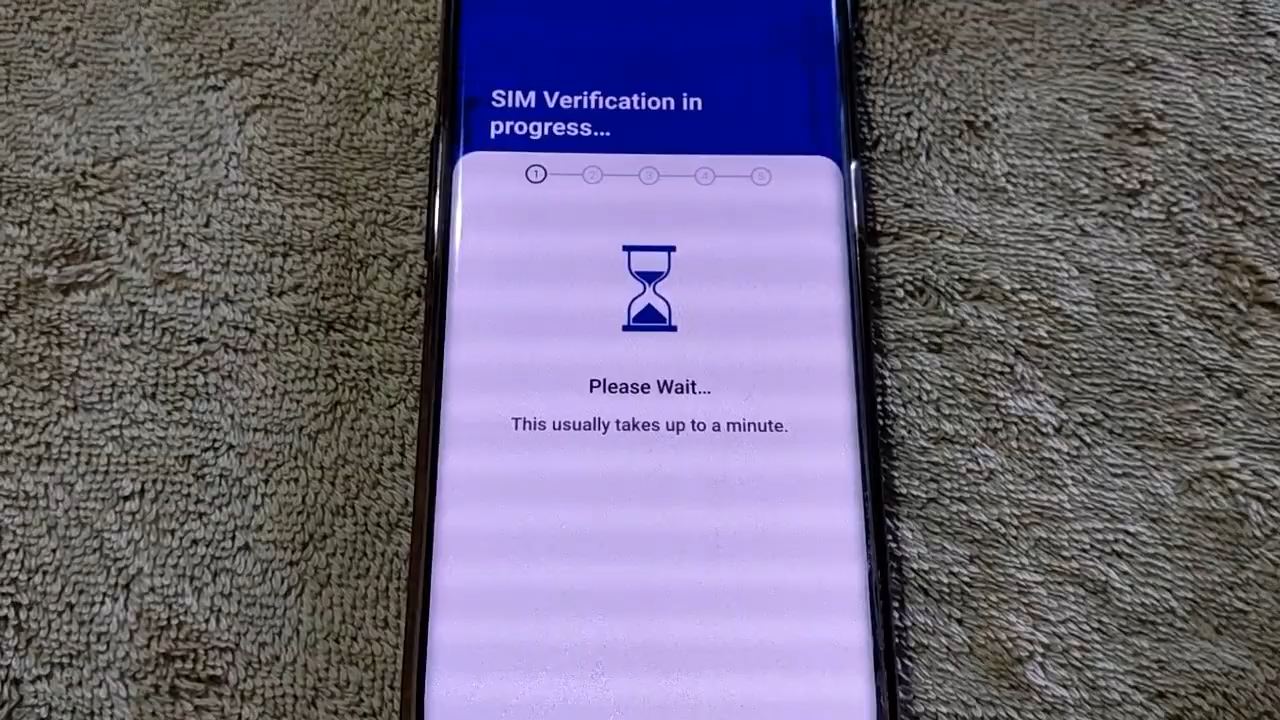 SIM Verification in
progress...
1 2 3 4 5
Please Wait...
This usually takes up to a minute.